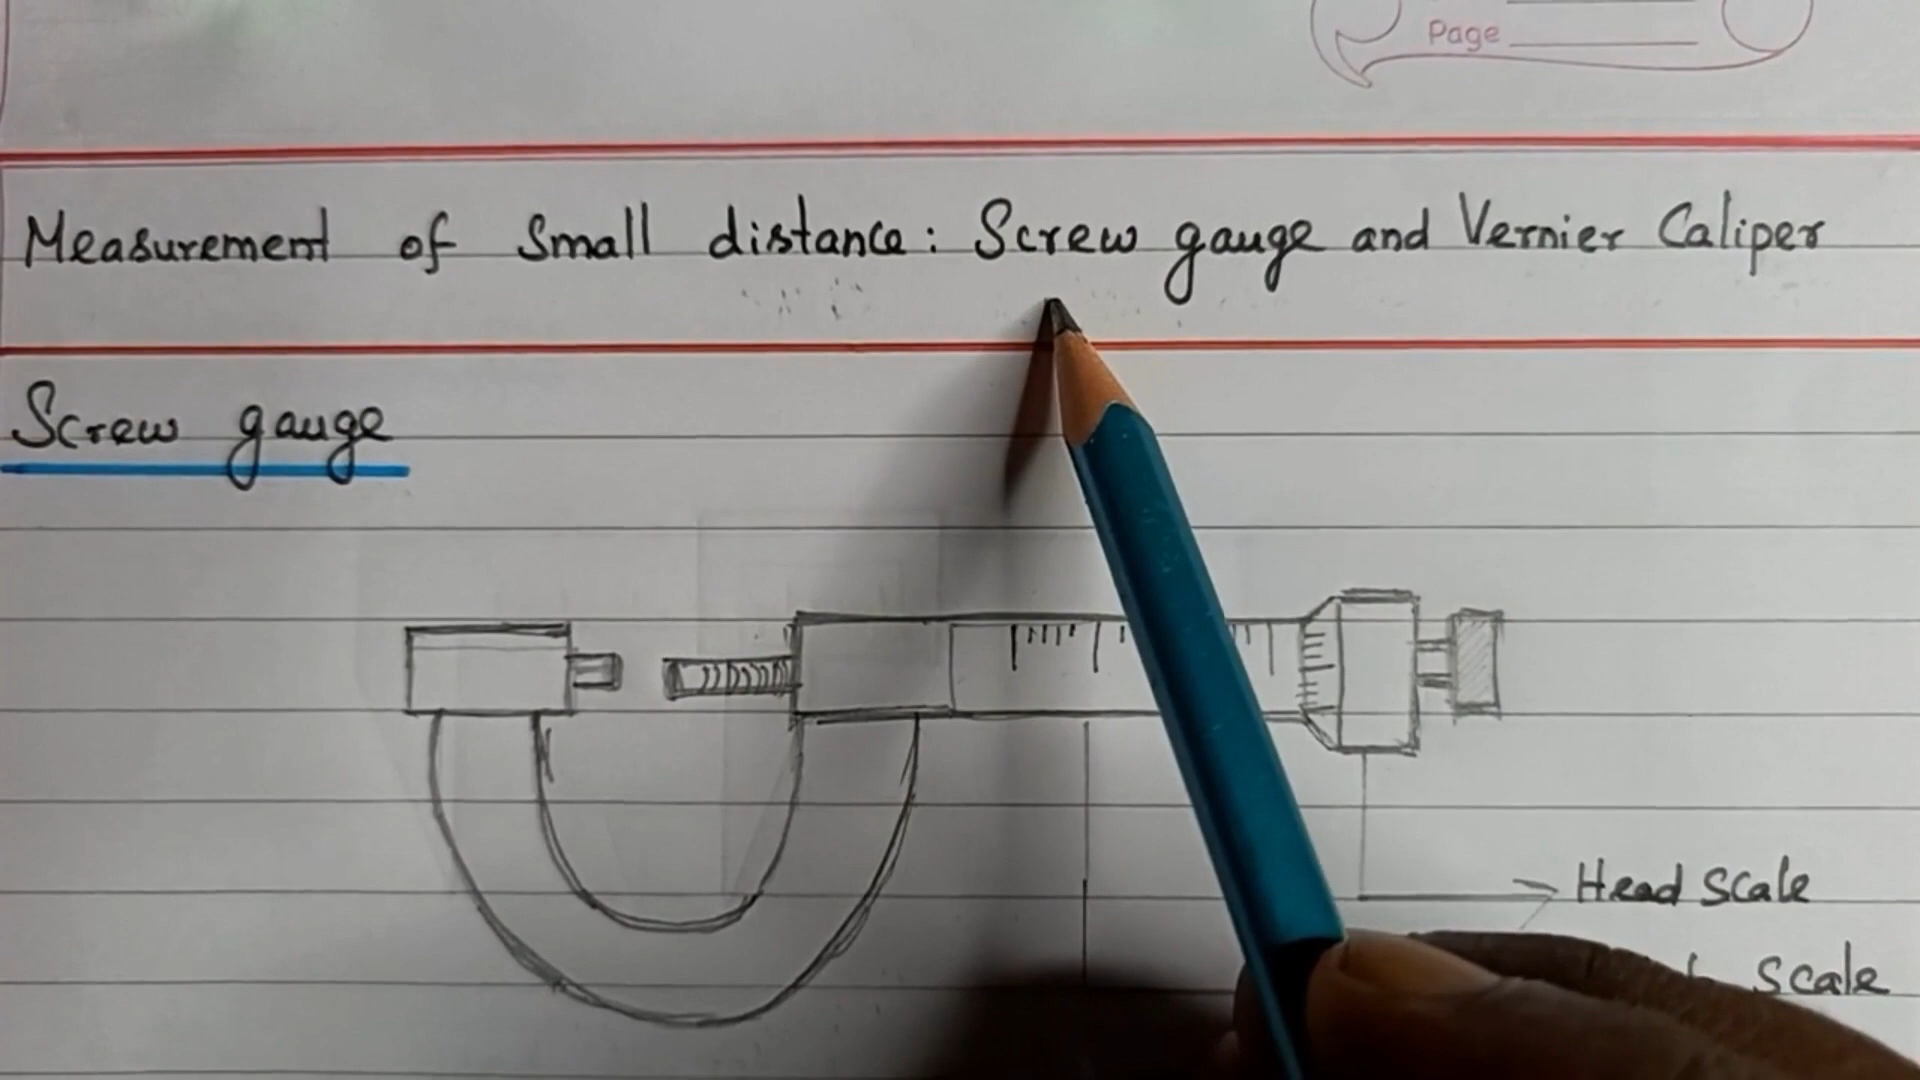 Page
Measurement of Small distance: Screw gauge and Vernier Caliper
Screw gauge
Head Scale
Scale